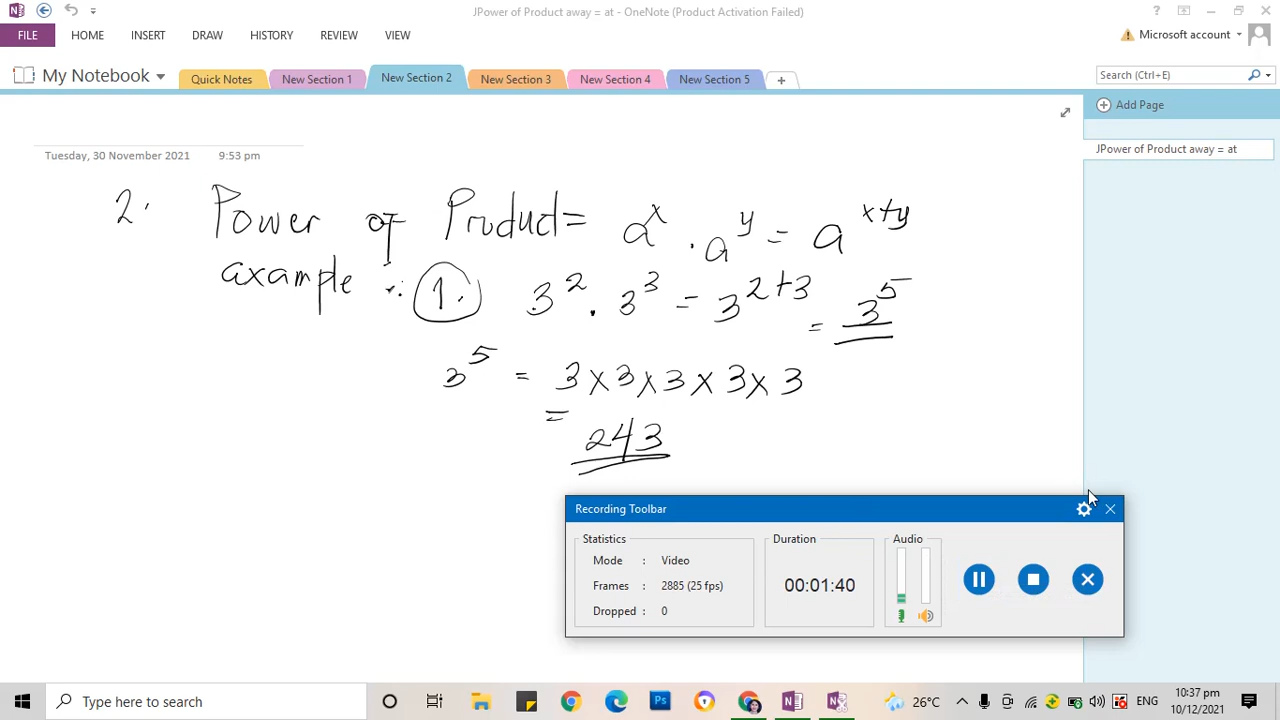 JPower of Product away = at - OneNote (Product Activation Failed)
FILE HOME INSERT DRAW HISTORY REVIEW VIEW
Microsoft account
My Notebook
Quick Notes New Section 1 New Section 2 New Section 3 New Section 4 New Section 5
Search (Ctrl+E)
Add Page
JPower of Product away = at
Tuesday, 30 November 2021 9:53 pm
2. Power of Product = a^x . a^y = a^x+y
axample :. 1. 3^2 . 3^3 = 3^2+3
= 3^5
3^5 = 3 x 3 x 3 x 3 x 3
= 243
Recording Toolbar
Statistics Duration Audio
Mode : Video
Frames : 2885 (25 fps)
Dropped : 0
00:01:40
Type here to search
26°C
ENG
10:37 pm
10/12/2021